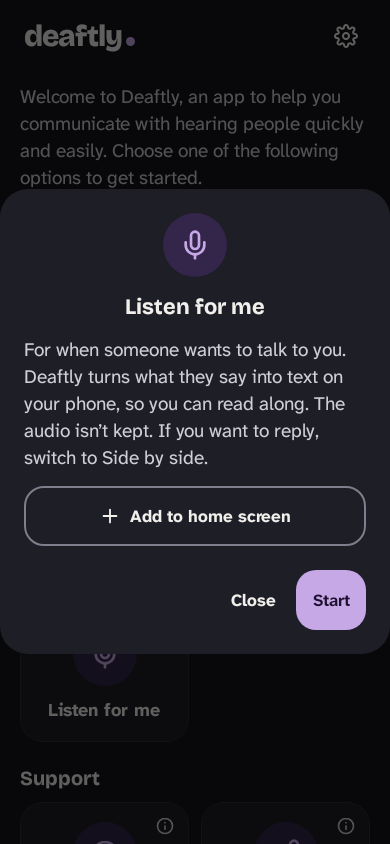 deaftly.
Welcome to Deaftly, an app to help you
communicate with hearing people quickly
and easily. Choose one of the following
options to get started.
Listen for me
For when someone wants to talk to you.
Deaftly turns what they say into text on
your phone, so you can read along. The
audio isn’t kept. If you want to reply,
switch to Side by side.
Add to home screen
Close
Start
Listen for me
Support